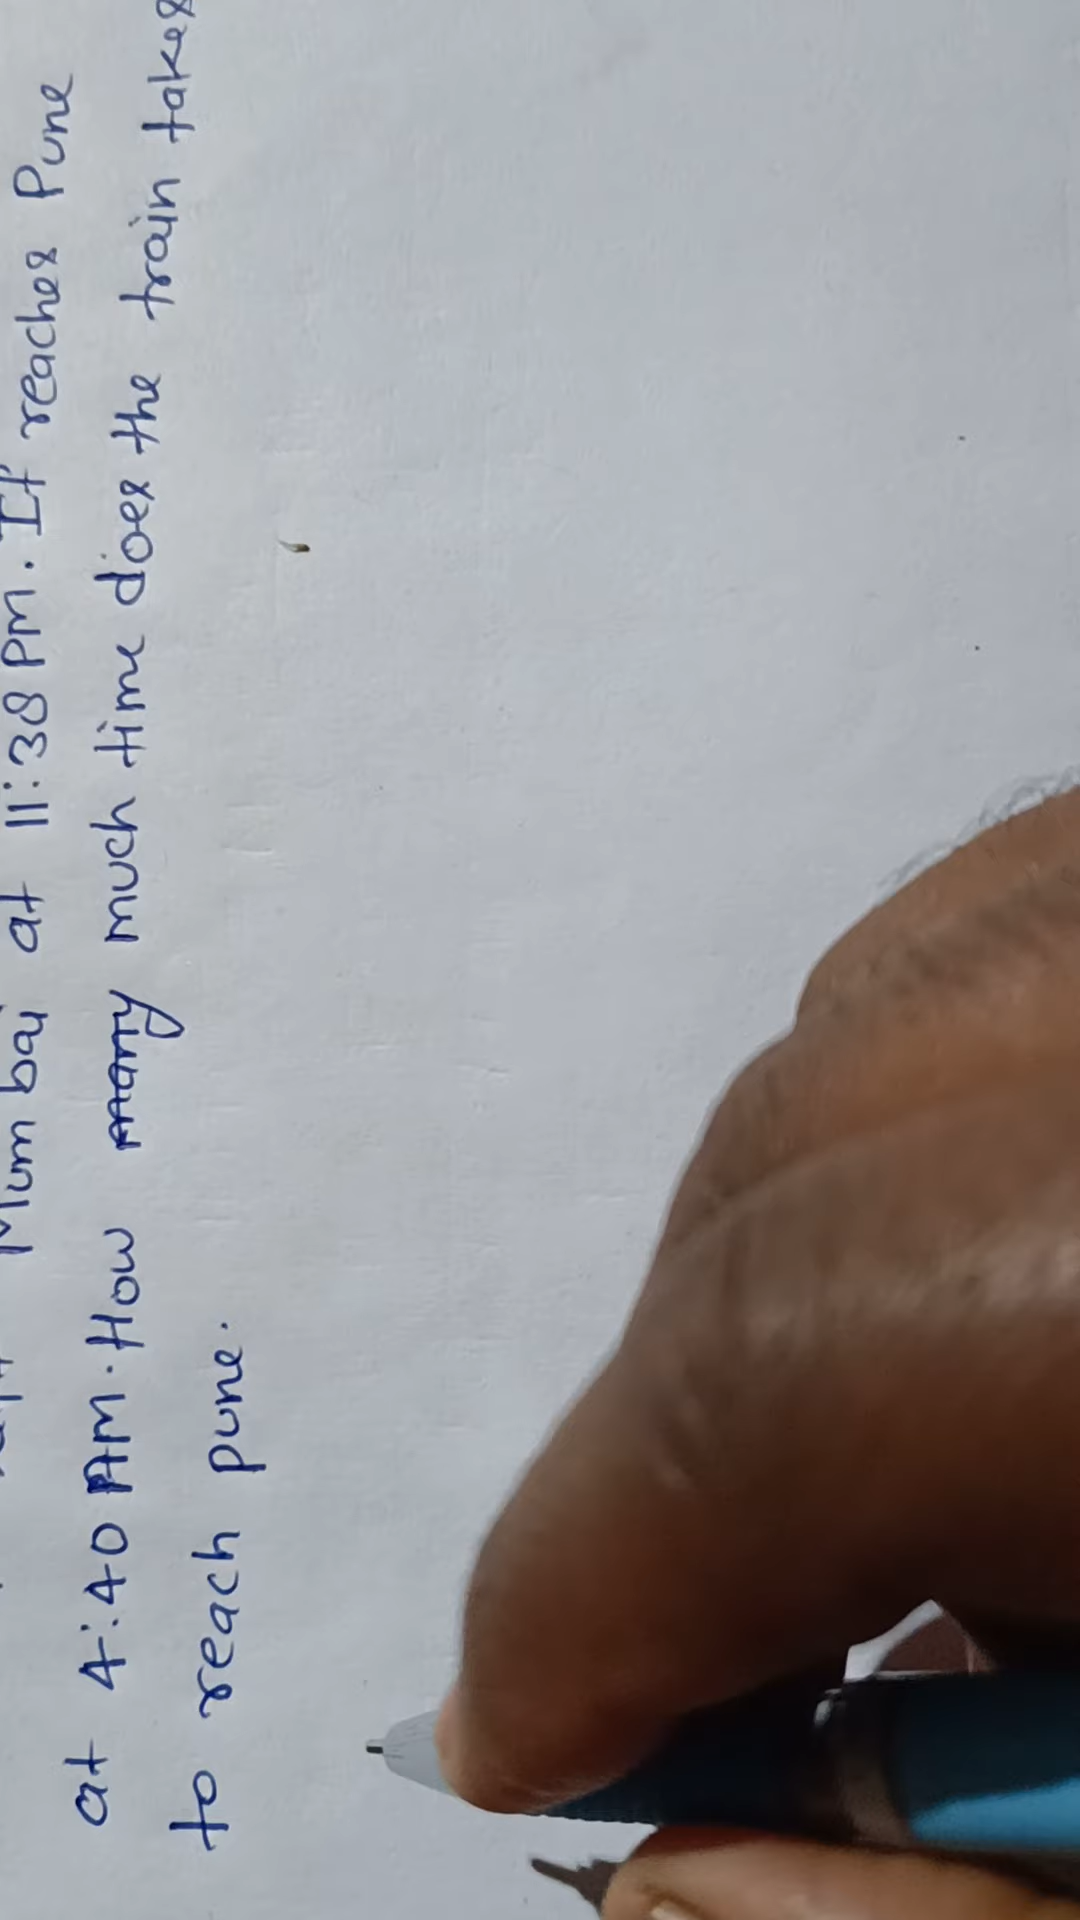 Mumbai at 11:38 PM. It reaches Pune
at 4:40 AM. How many much time does the train takes
to reach pune.